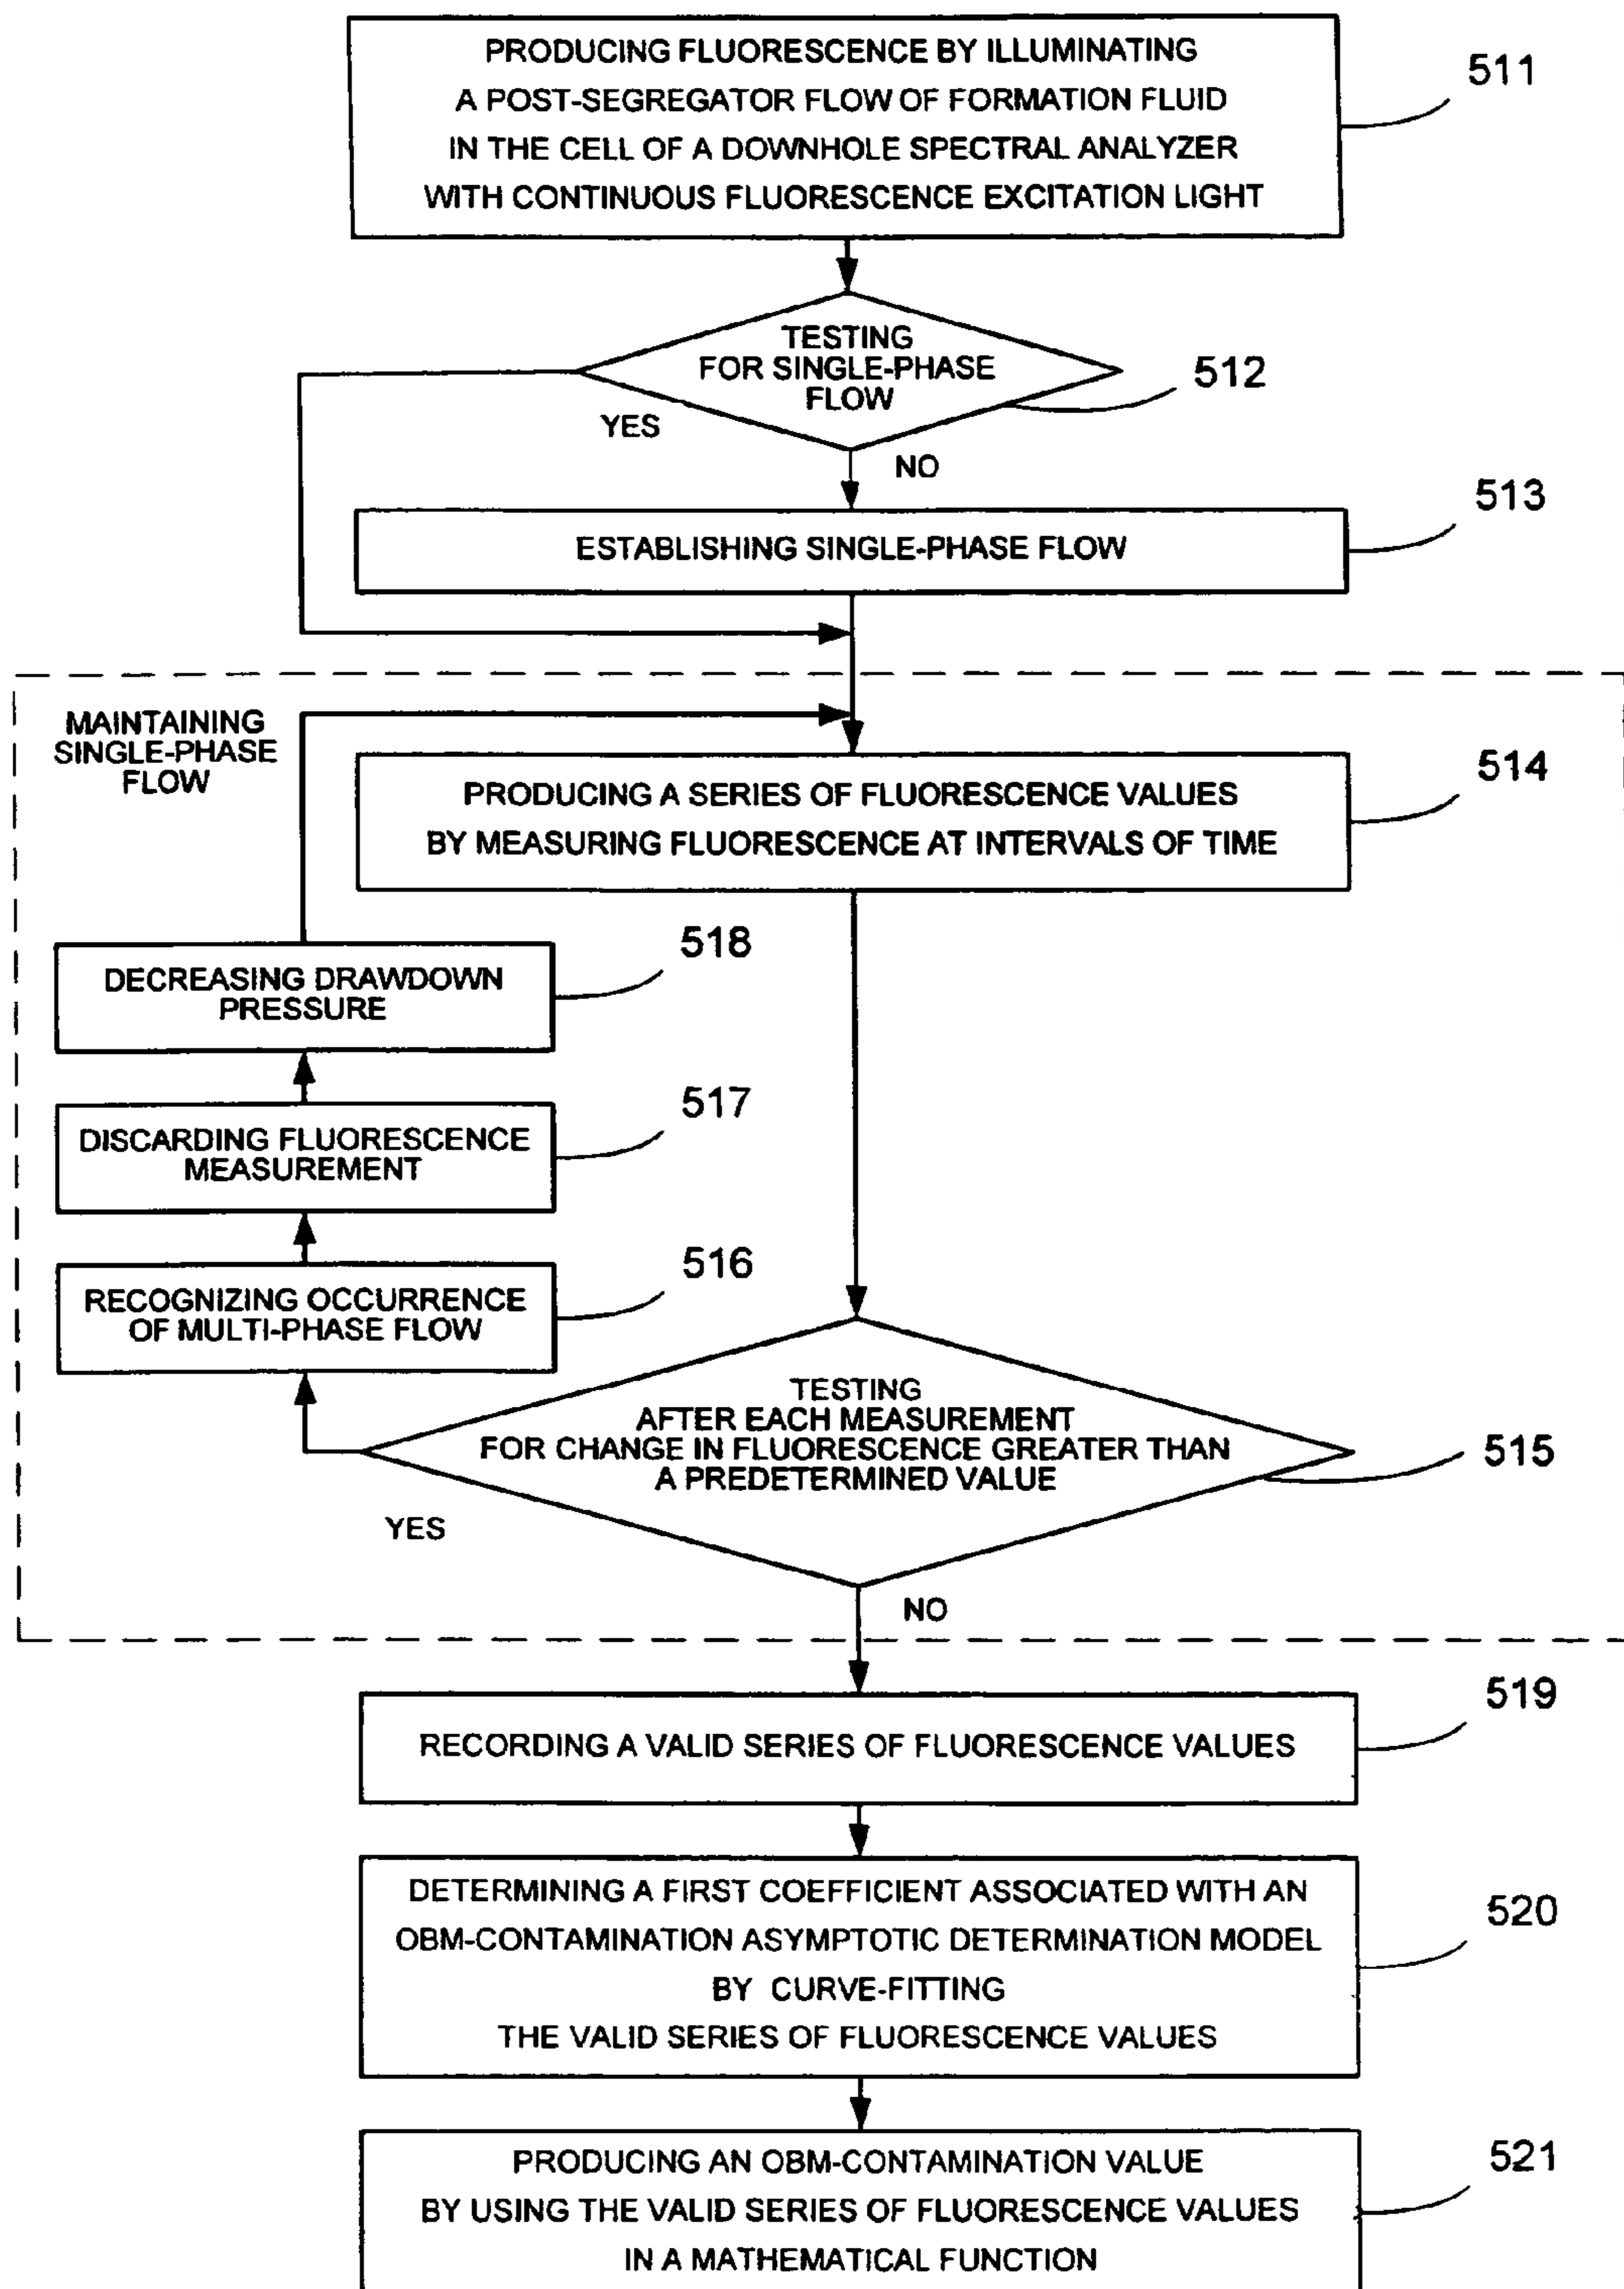 PRODUCING FLUORESCENCE BY ILLUMINATING
A POST-SEGREGATOR FLOW OF FORMATION FLUID
IN THE CELL OF A DOWNHOLE SPECTRAL ANALYZER
WITH CONTINUOUS FLUORESCENCE EXCITATION LIGHT
511
TESTING
FOR SINGLE-PHASE
FLOW
512
YES
NO
513
ESTABLISHING SINGLE-PHASE FLOW
MAINTAINING
SINGLE-PHASE
FLOW
514
PRODUCING A SERIES OF FLUORESCENCE VALUES
BY MEASURING FLUORESCENCE AT INTERVALS OF TIME
518
DECREASING DRAWDOWN
PRESSURE
517
DISCARDING FLUORESCENCE
MEASUREMENT
516
RECOGNIZING OCCURRENCE
OF MULTI-PHASE FLOW
TESTING
AFTER EACH MEASUREMENT
FOR CHANGE IN FLUORESCENCE GREATER THAN
A PREDETERMINED VALUE
515
YES
NO
519
RECORDING A VALID SERIES OF FLUORESCENCE VALUES
DETERMINING A FIRST COEFFICIENT ASSOCIATED WITH AN
OBM-CONTAMINATION ASYMPTOTIC DETERMINATION MODEL
BY CURVE-FITTING
THE VALID SERIES OF FLUORESCENCE VALUES
520
PRODUCING AN OBM-CONTAMINATION VALUE
BY USING THE VALID SERIES OF FLUORESCENCE VALUES
IN A MATHEMATICAL FUNCTION
521